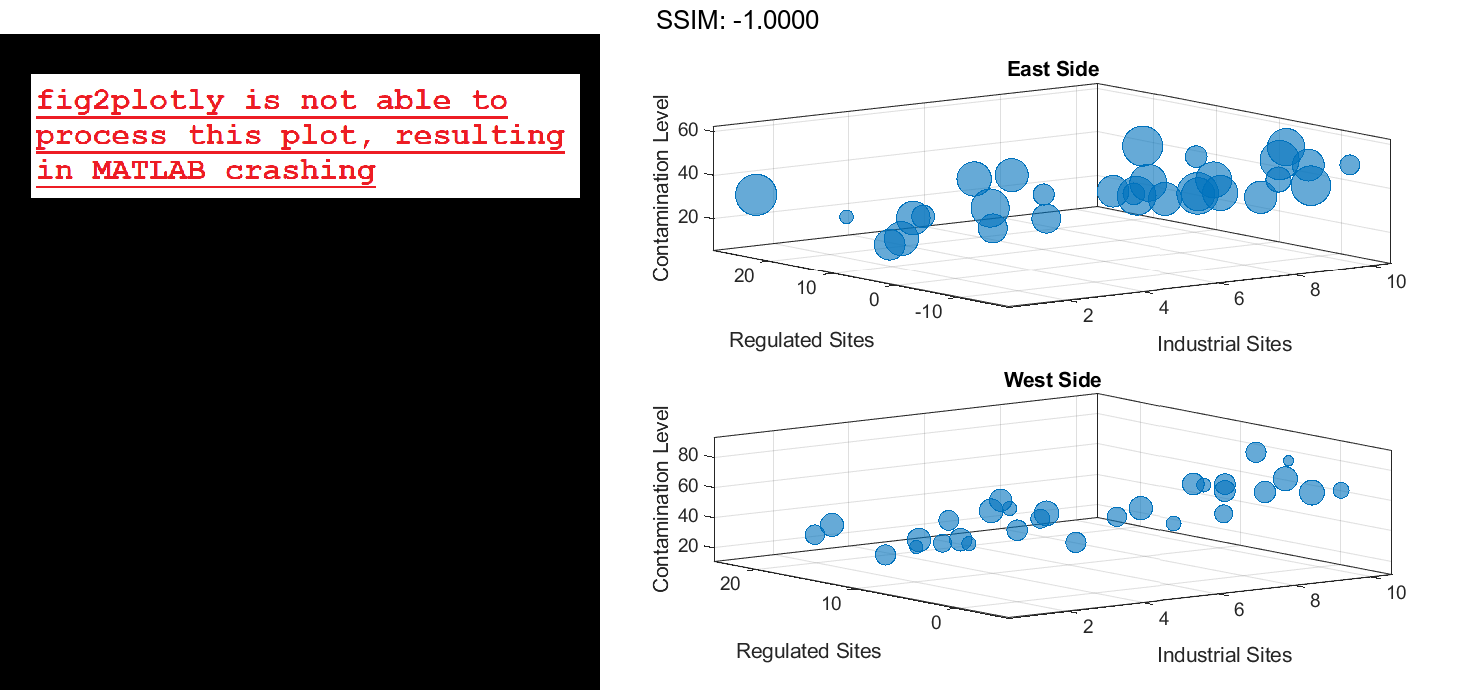 SSIM: -1.0000
fig2plotly is not able to
process this plot, resulting
in MATLAB crashing
East Side
Contamination Level
60
40
20
20
10
0
-10
2
4
6
8
10
Regulated Sites
Industrial Sites
West Side
Contamination Level
80
60
40
20
20
10
0
2
4
6
8
10
Regulated Sites
Industrial Sites